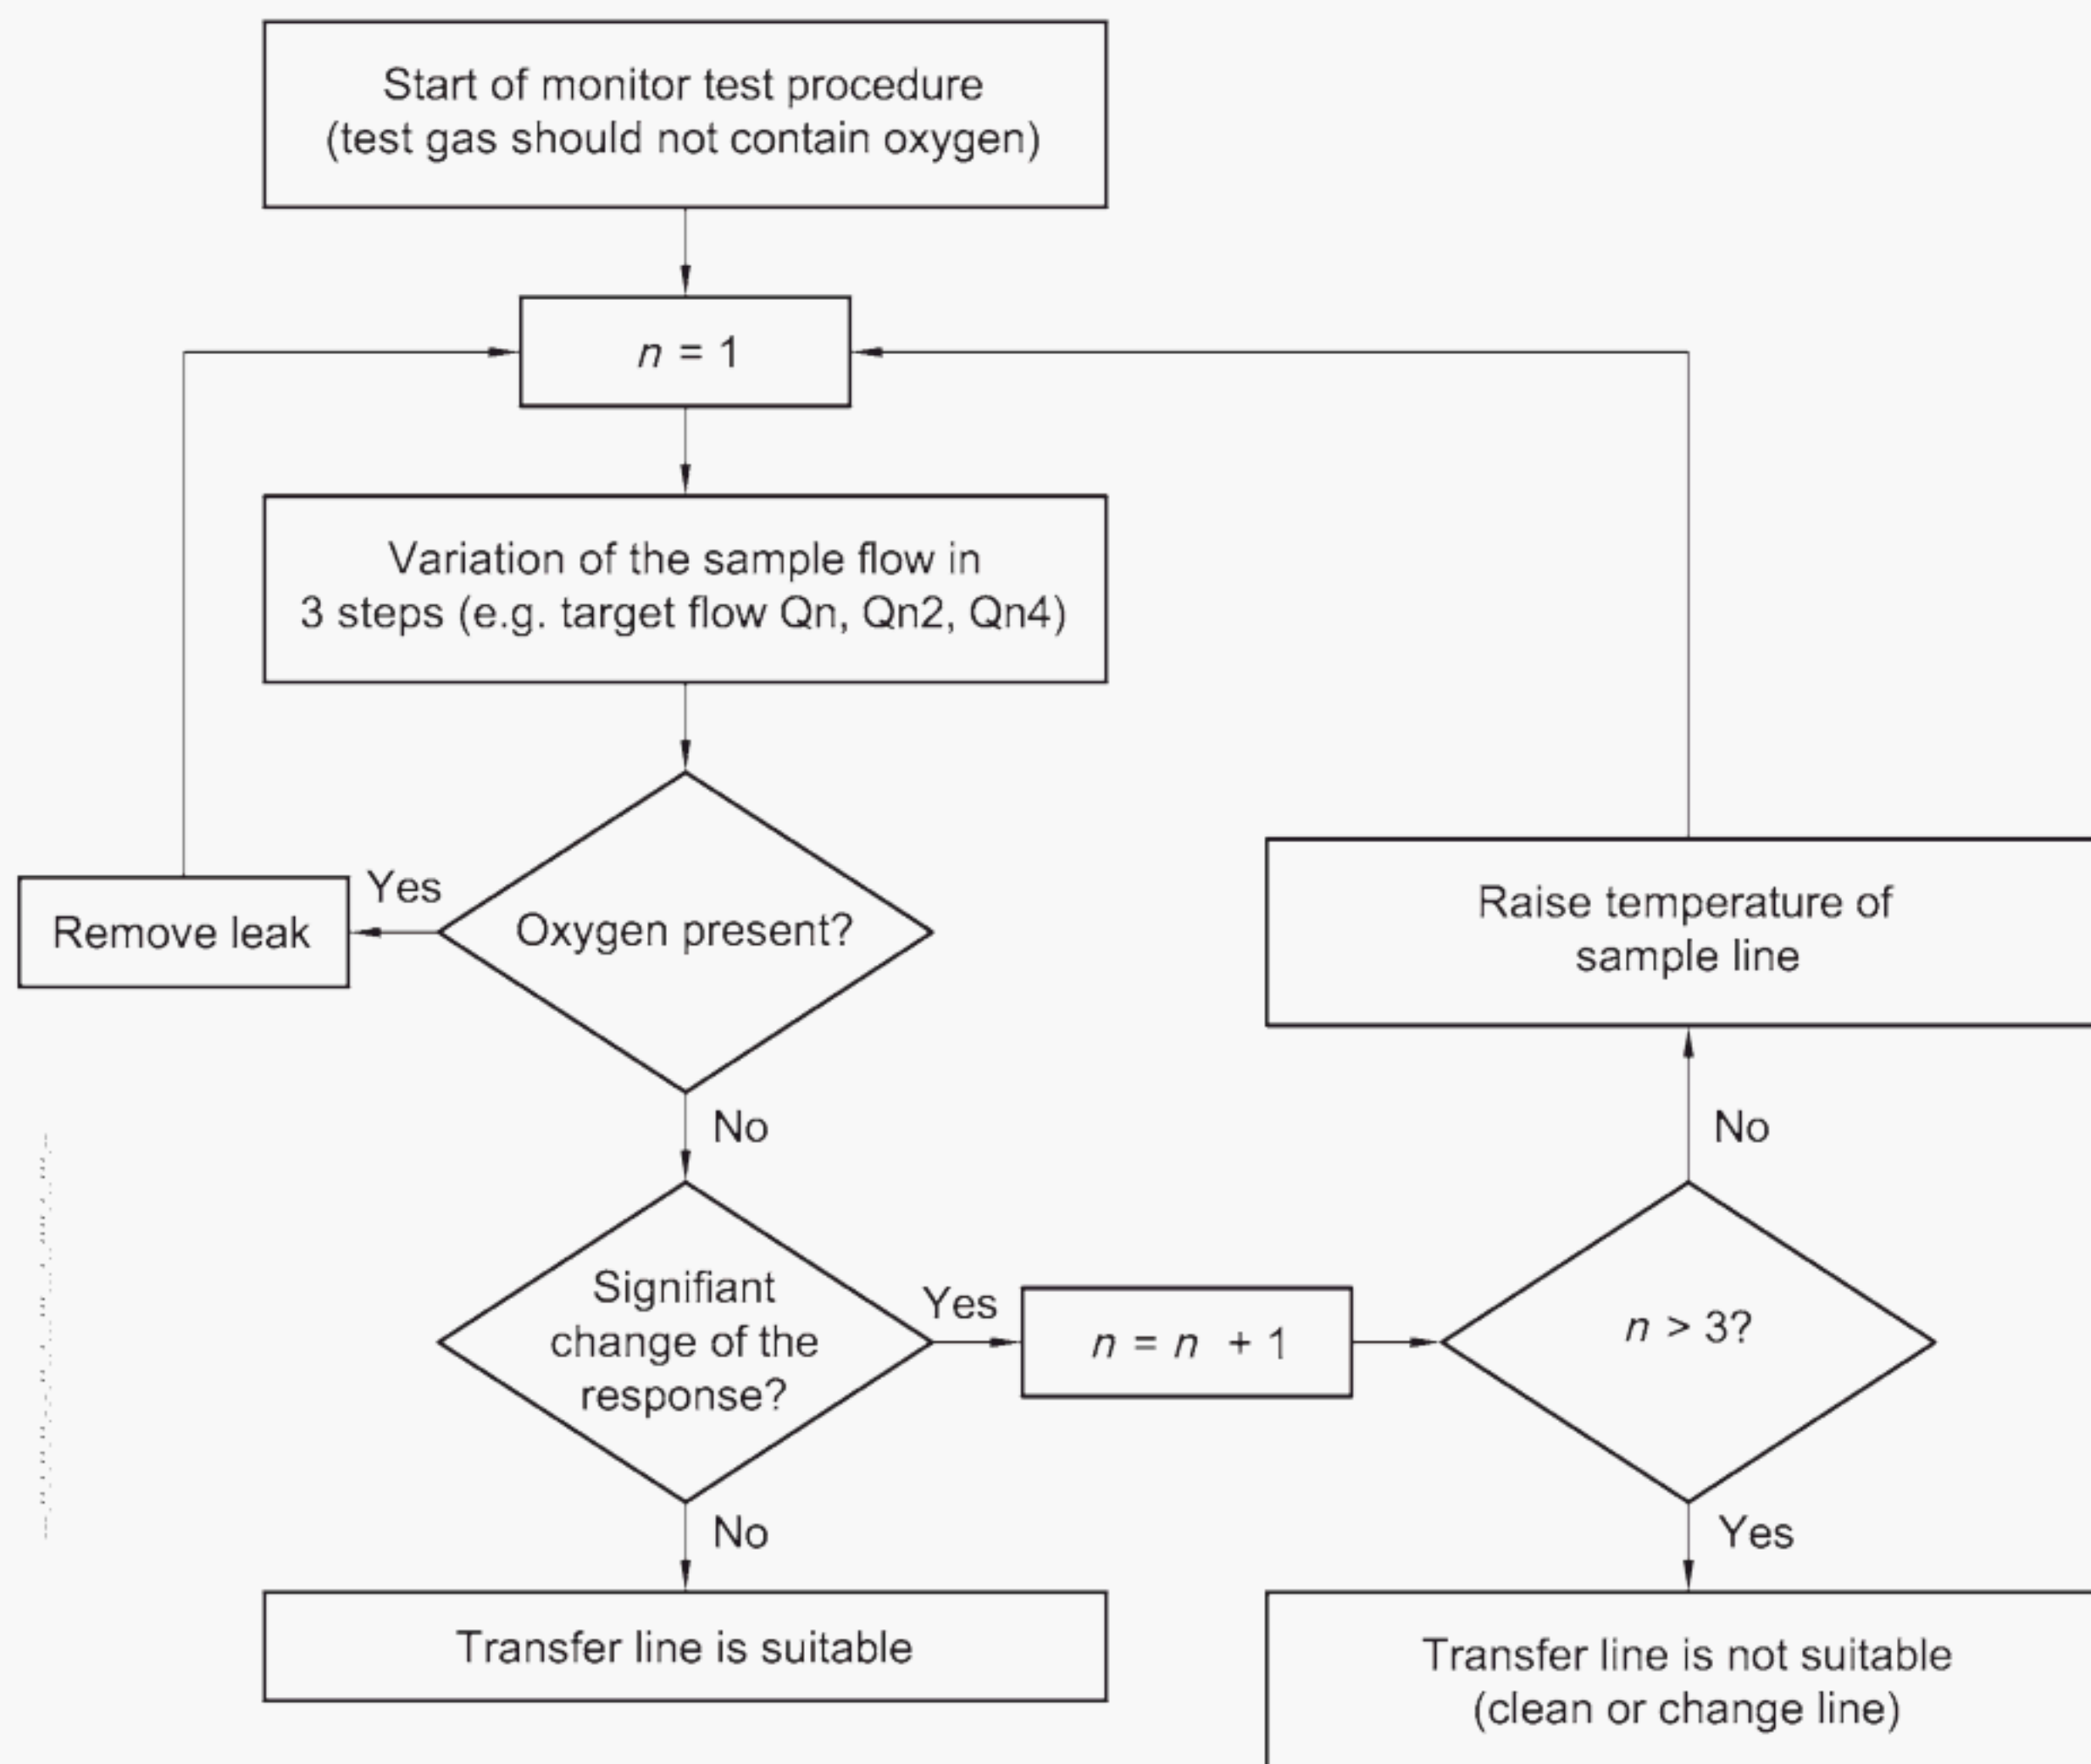 Start of monitor test procedure
(test gas should not contain oxygen)
n = 1
Variation of the sample flow in
3 steps (e.g. target flow Qn, Qn2, Qn4)
Yes
Remove leak
Oxygen present?
Raise temperature of
sample line
No
No
Signifiant
change of the
response?
Yes
n = n + 1
n > 3?
No
Yes
Transfer line is suitable
Transfer line is not suitable
(clean or change line)